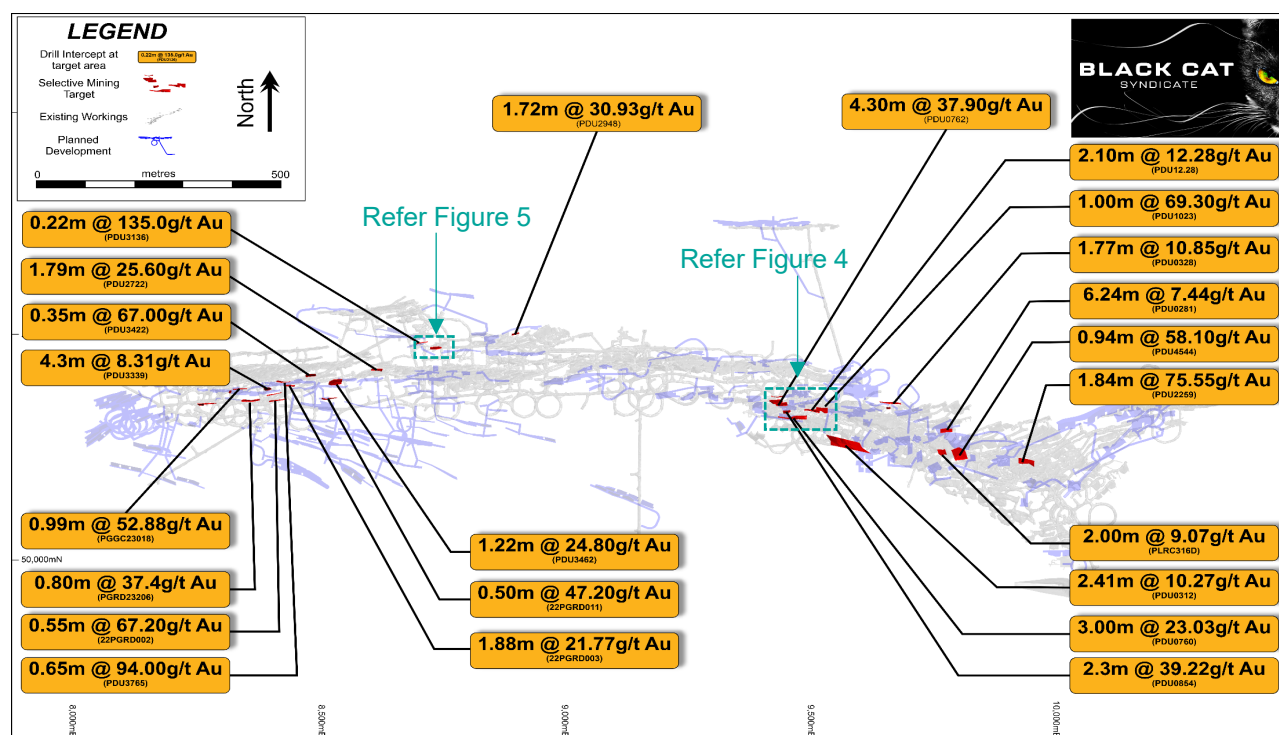 LEGEND
Drill Intercept at
target area
0.22m @ 135.0g/t Au
(PDU3136)
Selective Mining
Target
Existing Workings
Planned
Development
North
metres
0 500
BLACK CAT
SYNDICATE
1.72m @ 30.93g/t Au
(PDU2948)
4.30m @ 37.90g/t Au
(PDU0762)
2.10m @ 12.28g/t Au
(PDU12.28)
1.00m @ 69.30g/t Au
(PDU1023)
1.77m @ 10.85g/t Au
(PDU0328)
6.24m @ 7.44g/t Au
(PDU0281)
0.94m @ 58.10g/t Au
(PDU4544)
1.84m @ 75.55g/t Au
(PDU2259)
Refer Figure 5
Refer Figure 4
0.22m @ 135.0g/t Au
(PDU3136)
1.79m @ 25.60g/t Au
(PDU2722)
0.35m @ 67.00g/t Au
(PDU3422)
4.3m @ 8.31g/t Au
(PDU3339)
0.99m @ 52.88g/t Au
(PGGC23018)
50,000mN
0.80m @ 37.4g/t Au
(PGRD23206)
0.55m @ 67.20g/t Au
(22PGRD002)
0.65m @ 94.00g/t Au
(PDU3765)
1.22m @ 24.80g/t Au
(PDU3462)
0.50m @ 47.20g/t Au
(22PGRD011)
1.88m @ 21.77g/t Au
(22PGRD003)
2.00m @ 9.07g/t Au
(PLRC316D)
2.41m @ 10.27g/t Au
(PDU0312)
3.00m @ 23.03g/t Au
(PDU0760)
2.3m @ 39.22g/t Au
(PDU0854)
8,000mE
8,500mE
9,000mE
9,500mE
10,000mE